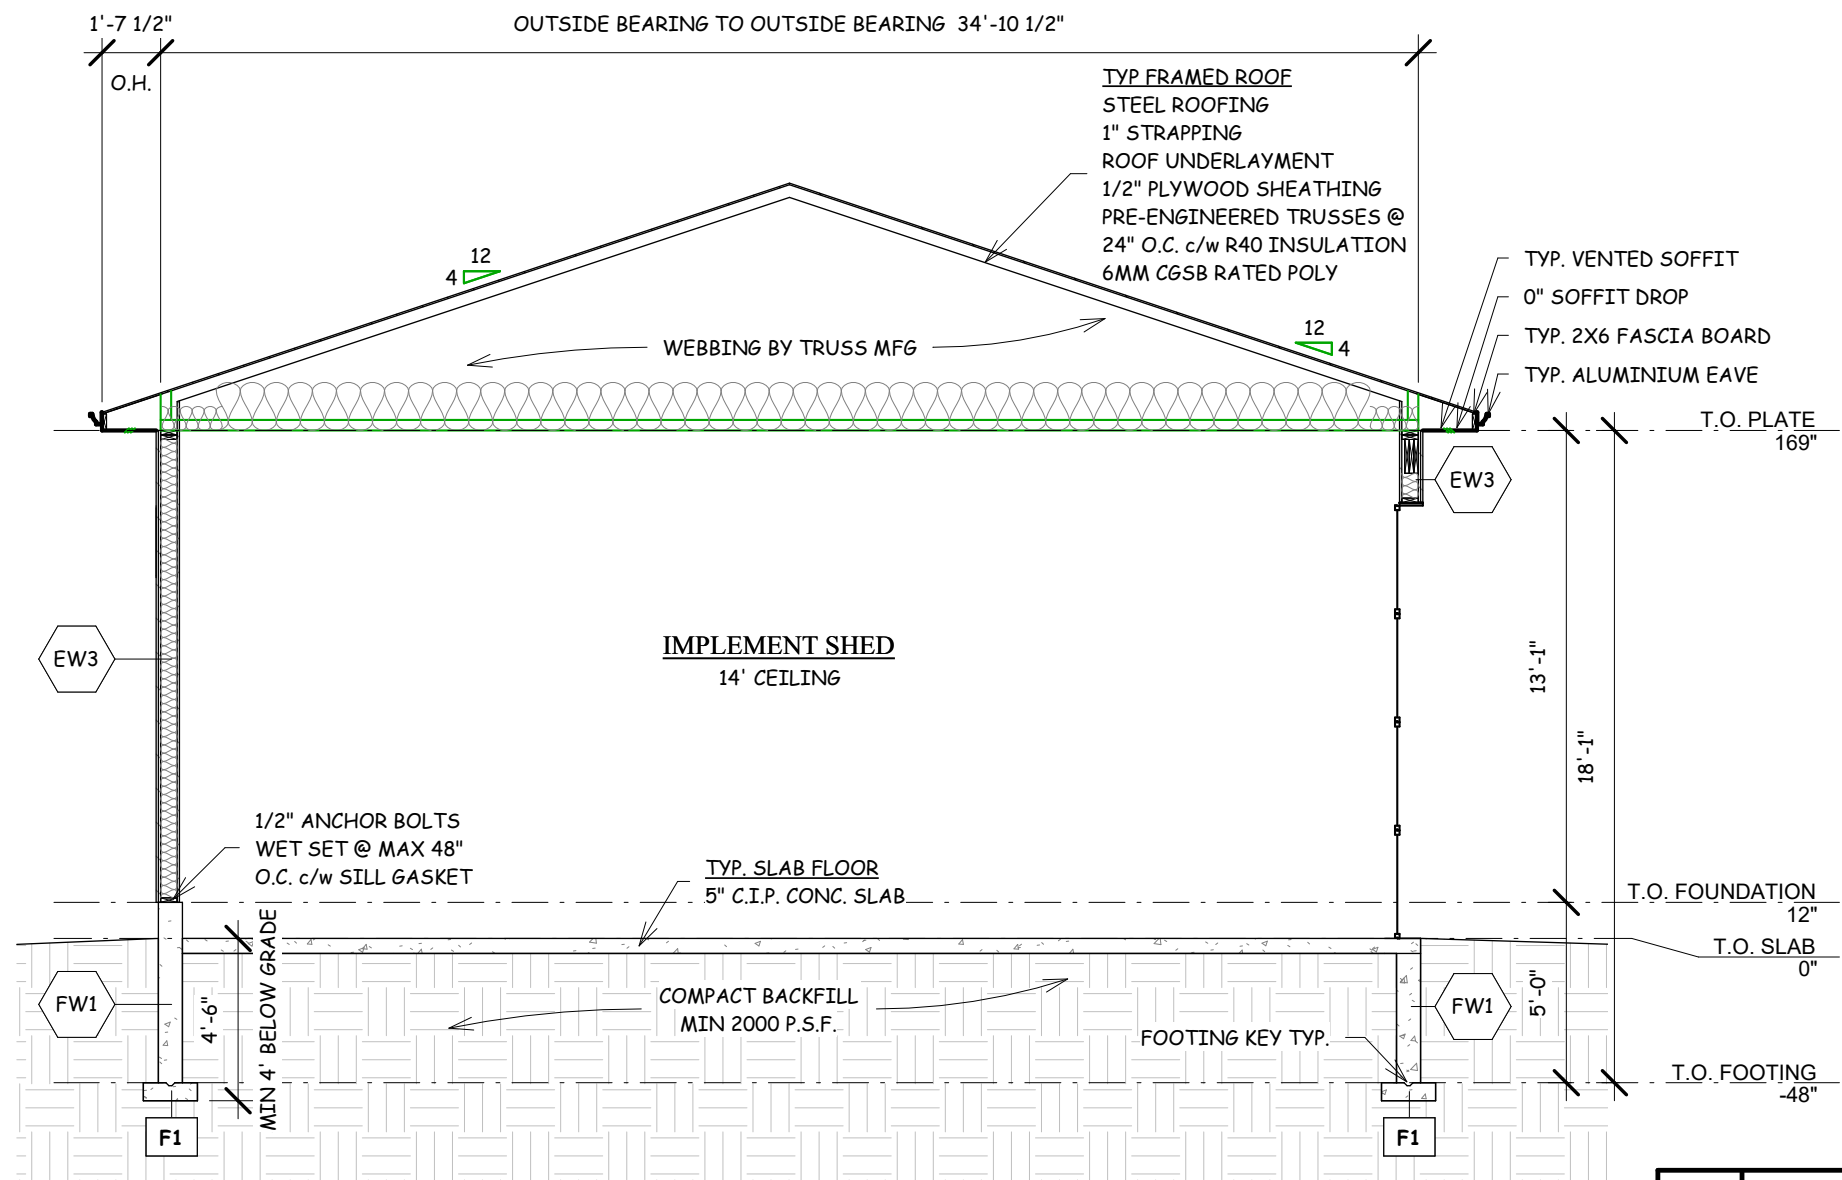 1'-7 1/2"
OUTSIDE BEARING TO OUTSIDE BEARING 34'-10 1/2"
O.H.
TYP FRAMED ROOF
STEEL ROOFING
1" STRAPPING
ROOF UNDERLAYMENT
1/2" PLYWOOD SHEATHING
PRE-ENGINEERED TRUSSES @
24" O.C. c/w R40 INSULATION
6MM CGSB RATED POLY
12
4
WEBBING BY TRUSS MFG
12
4
TYP. VENTED SOFFIT
0" SOFFIT DROP
TYP. 2X6 FASCIA BOARD
TYP. ALUMINIUM EAVE
T.O. PLATE
169"
EW3
EW3
IMPLEMENT SHED
14' CEILING
13'-1"
18'-1"
1/2" ANCHOR BOLTS
WET SET @ MAX 48"
O.C. c/w SILL GASKET
TYP. SLAB FLOOR
5" C.I.P. CONC. SLAB
T.O. FOUNDATION
12"
T.O. SLAB
0"
FW1
4'-6"
MIN 4' BELOW GRADE
COMPACT BACKFILL
MIN 2000 P.S.F.
FOOTING KEY TYP.
FW1
5'-0"
T.O. FOOTING
-48"
F1
F1